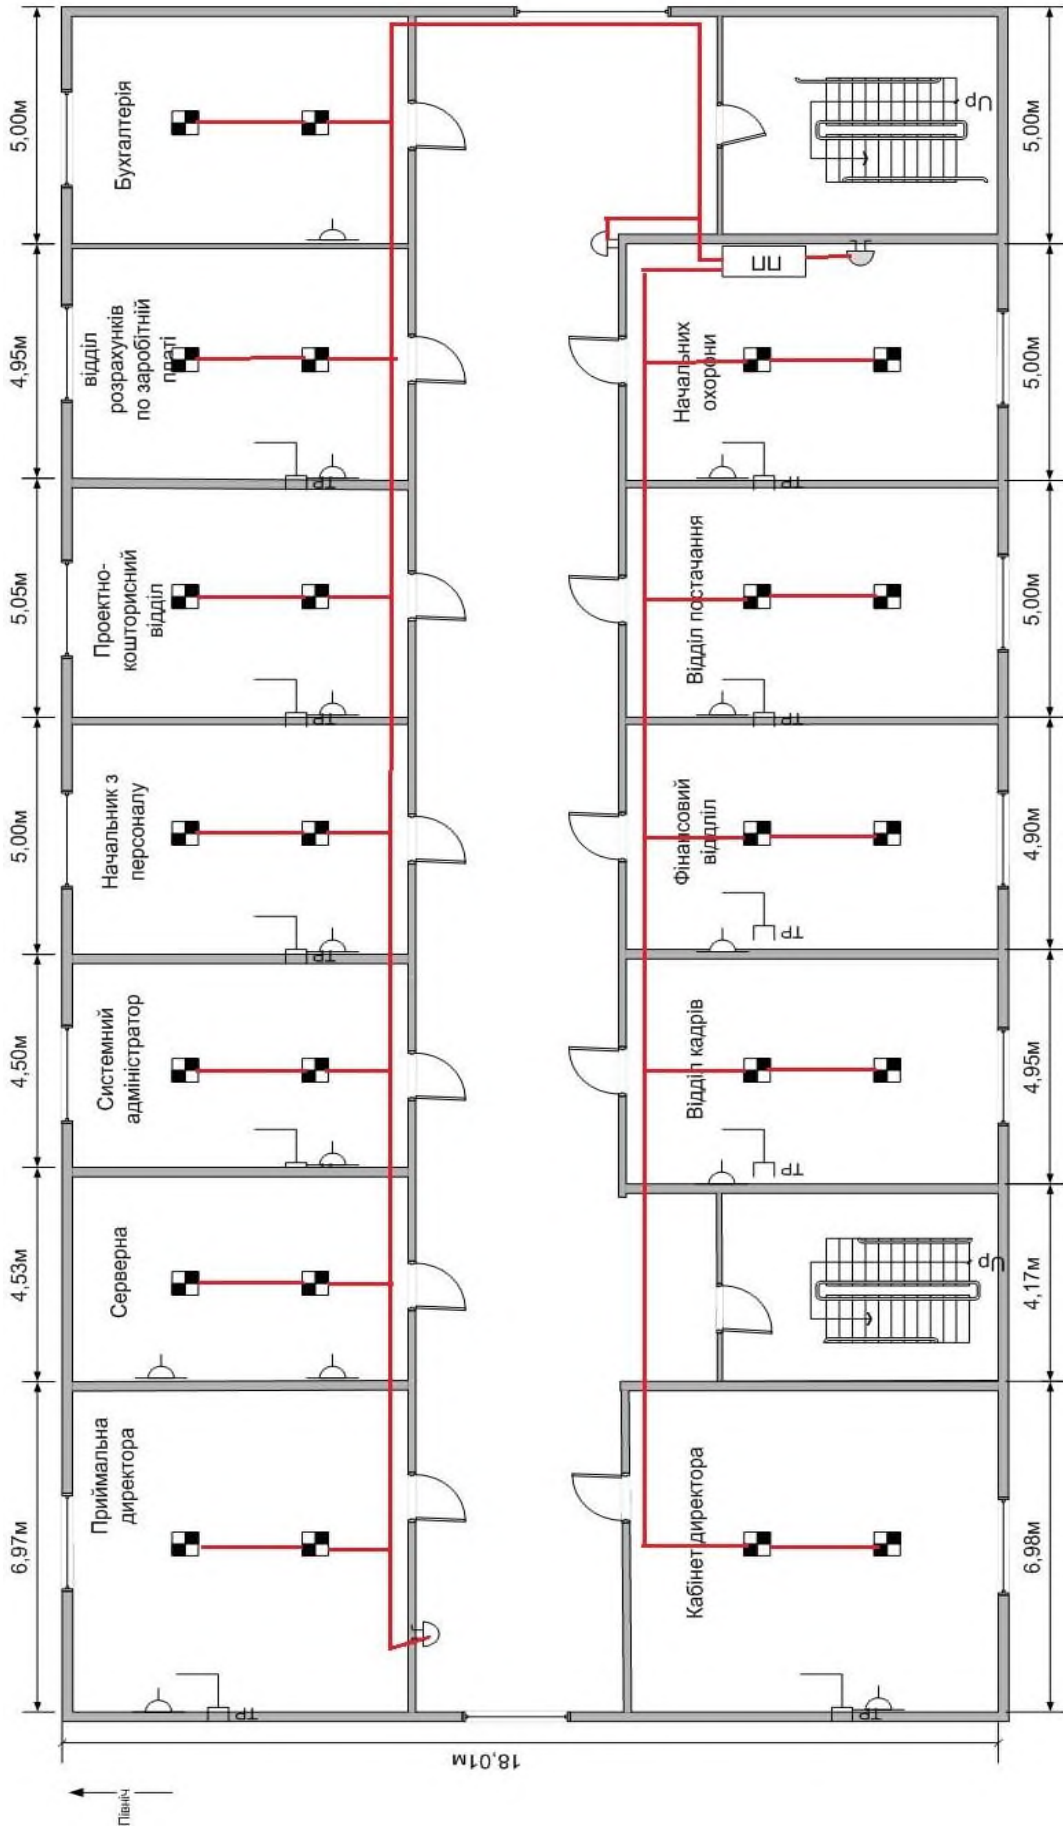 Північ
18,01м
6,97м
4,53м
4,50м
5,00м
5,05м
4,95м
5,00м
Приймальна
директора
Серверна
Системний
адміністратор
Начальник з
персоналу
Проектно-
кошторисний
відділ
відділ
розрахунків
по заробітній
платі
Бухгалтерія
ТР
ТР
ТР
ТР
Кабінет директора
Відділ кадрів
Фінансовий
відділ
Відділ постачання
Начальних
охорони
ПП
ТР
ТР
ТР
ТР
ТР
Up
Up
6,98м
4,17м
4,95м
4,90м
5,00м
5,00м
5,00м